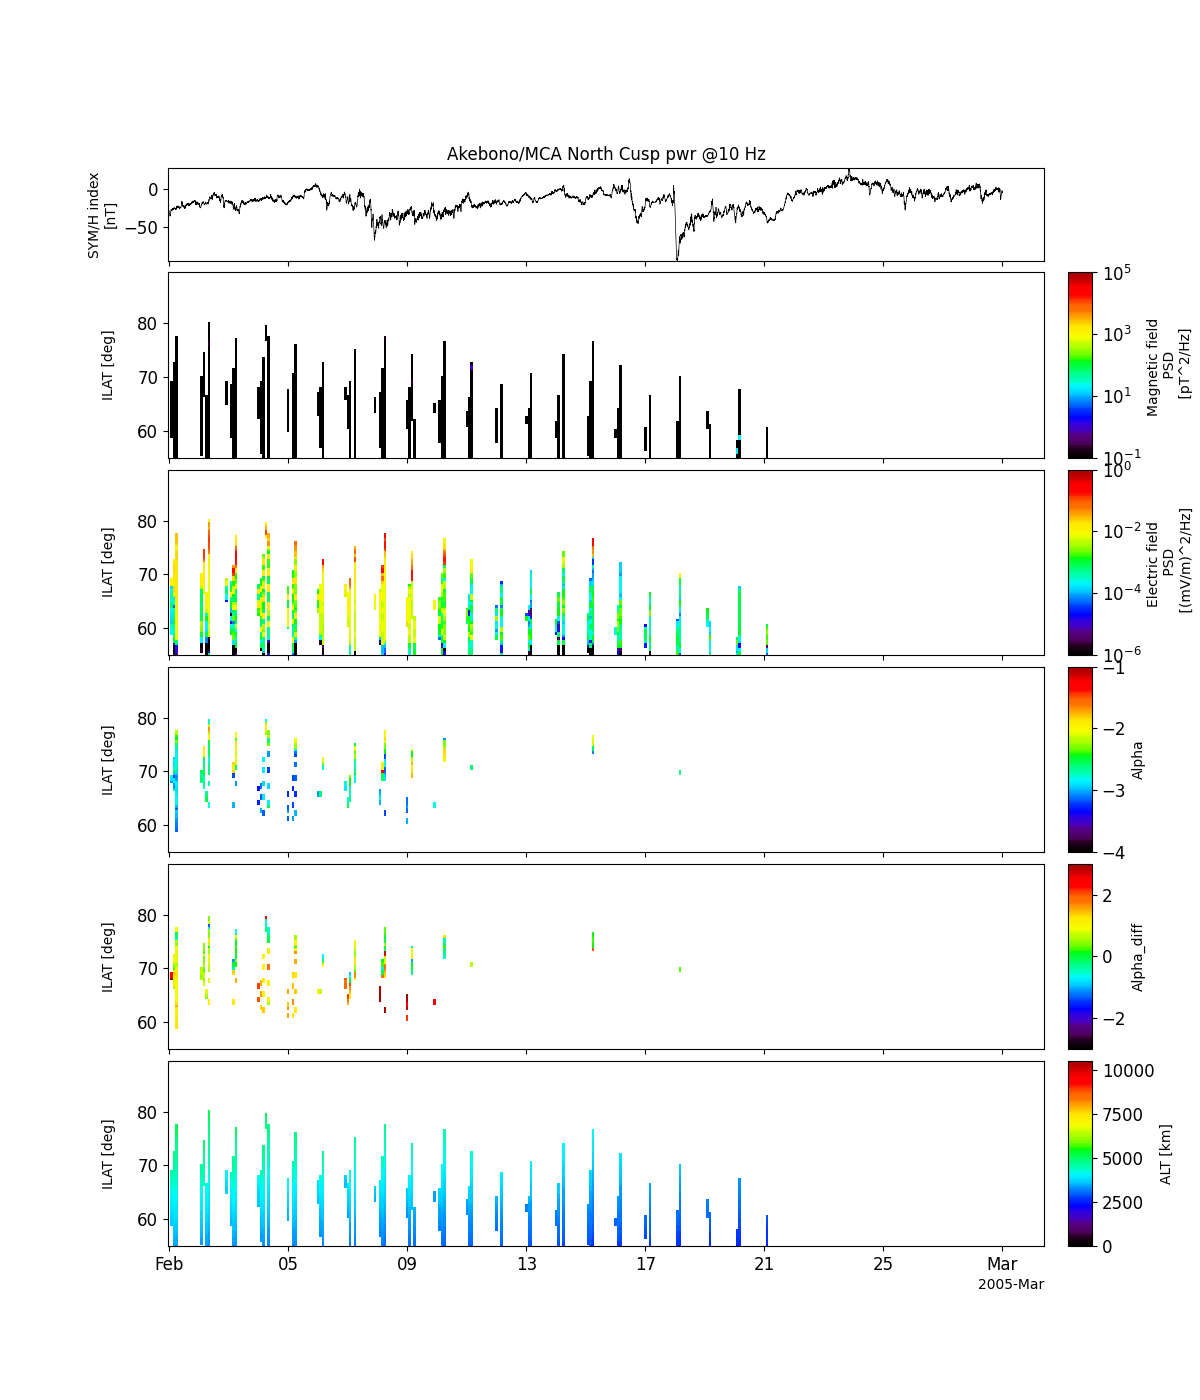 Akebono/MCA North Cusp pwr @10 Hz
SYM/H index
[nT]
0
−50
ILAT [deg]
80
70
60
10^5
10^3
10^1
10^-1
Magnetic field
PSD
[pT^2/Hz]
ILAT [deg]
80
70
60
10^0
10^-2
10^-4
10^-6
Electric field
PSD
[(mV/m)^2/Hz]
ILAT [deg]
80
70
60
−1
−2
−3
−4
Alpha
ILAT [deg]
80
70
60
2
0
−2
Alpha_diff
ILAT [deg]
80
70
60
10000
7500
5000
2500
0
ALT [km]
Feb 05 09 13 17 21 25 Mar
2005-Mar